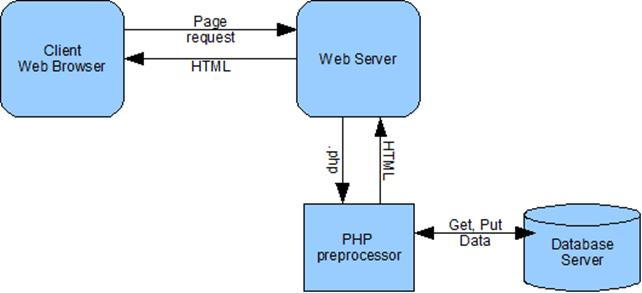 Page
request
Client
Web Browser
HTML
Web Server
.php
HTML
PHP
preprocessor
Get, Put
Data
Database
Server